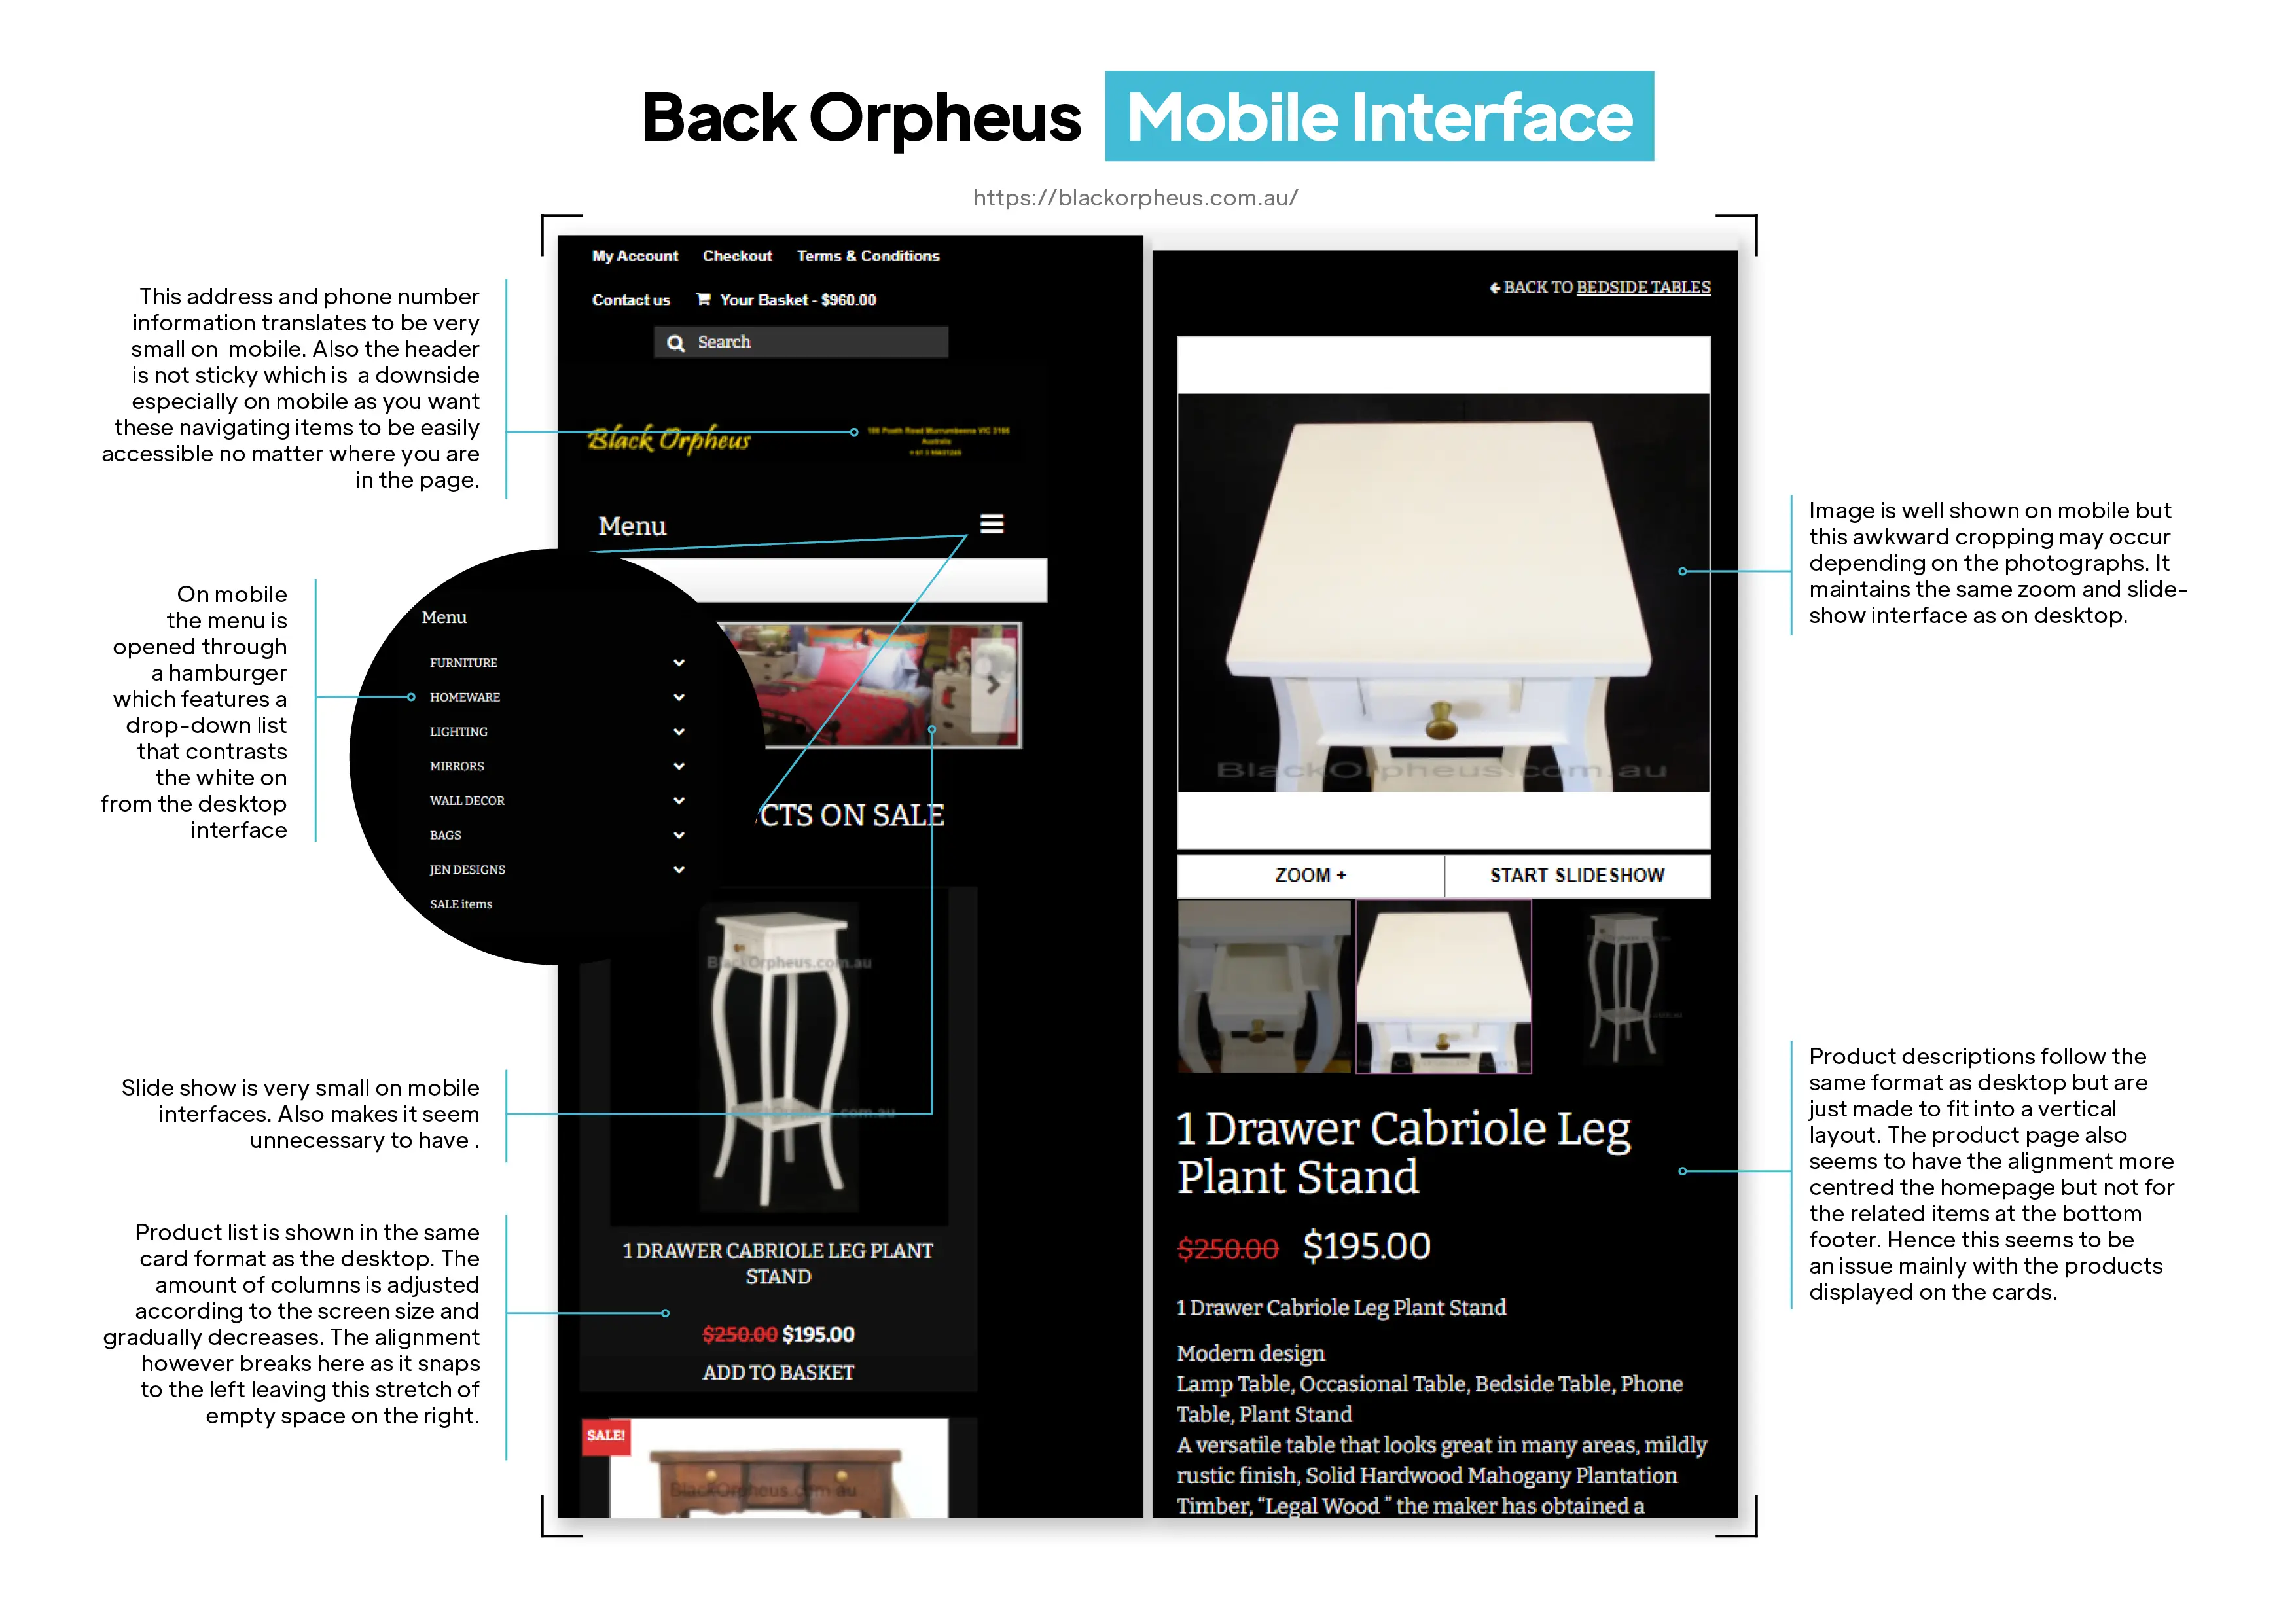 Back Orpheus Mobile Interface
https://blackorpheus.com.au/
This address and phone number
information translates to be very
small on  mobile. Also the header
is not sticky which is  a downside
especially on mobile as you want
these navigating items to be easily
accessible no matter where you are
in the page.
On mobile
the menu is
opened through
a hamburger
which features a
drop-down list
that contrasts
the white on
from the desktop
interface
Slide show is very small on mobile
interfaces. Also makes it seem
unnecessary to have .
Product list is shown in the same
card format as the desktop. The
amount of columns is adjusted
according to the screen size and
gradually decreases. The alignment
however breaks here as it snaps
to the left leaving this stretch of
empty space on the right.
My Account Checkout Terms & Conditions
Contact us Your Basket - $960.00
Search
Black Orpheus
Road Murrumbeena VIC 3166
Australia
Menu
Menu
FURNITURE
HOMEWARE
LIGHTING
MIRRORS
WALL DECOR
BAGS
JEN DESIGNS
SALE items
CTS ON SALE
BlackOrpheus.com.au
BlackOrpheus.com.au
1 DRAWER CABRIOLE LEG PLANT
STAND
$250.00 $195.00
ADD TO BASKET
SALE!
BlackOrpheus.com.au
BACK TO BEDSIDE TABLES
BlackOrpheus.com.au
ZOOM + START SLIDESHOW
1 Drawer Cabriole Leg
Plant Stand
$250.00 $195.00
1 Drawer Cabriole Leg Plant Stand
Modern design
Lamp Table, Occasional Table, Bedside Table, Phone
Table, Plant Stand
A versatile table that looks great in many areas, mildly
rustic finish, Solid Hardwood Mahogany Plantation
Timber, “Legal Wood ” the maker has obtained a
Image is well shown on mobile but
this awkward cropping may occur
depending on the photographs. It
maintains the same zoom and slide-
show interface as on desktop.
Product descriptions follow the
same format as desktop but are
just made to fit into a vertical
layout. The product page also
seems to have the alignment more
centred the homepage but not for
the related items at the bottom
footer. Hence this seems to be
an issue mainly with the products
displayed on the cards.